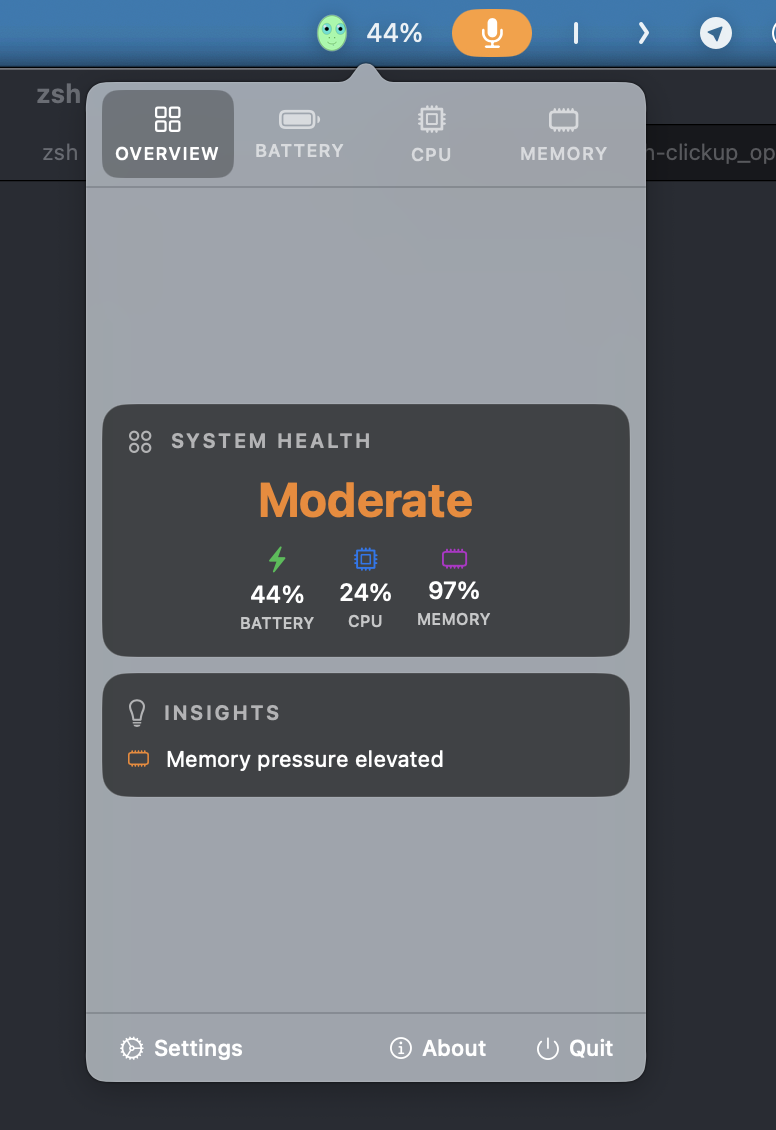 44%
zsh
OVERVIEW
BATTERY
CPU
MEMORY
zsh
n-clickup_op
SYSTEM HEALTH
Moderate
44%
24%
97%
BATTERY
CPU
MEMORY
INSIGHTS
Memory pressure elevated
Settings
About
Quit